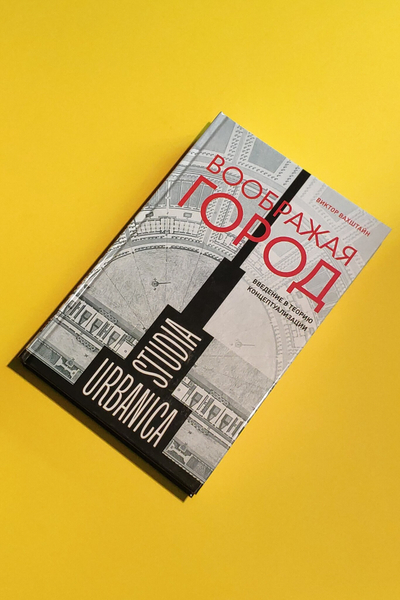 ВИКТОР ВАХШТАЙН
ВООБРАЖАЯ
ГОРОД
ВВЕДЕНИЕ В ТЕОРИЮ
КОНЦЕПТУАЛИЗАЦИИ
STUDIA
URBANICA